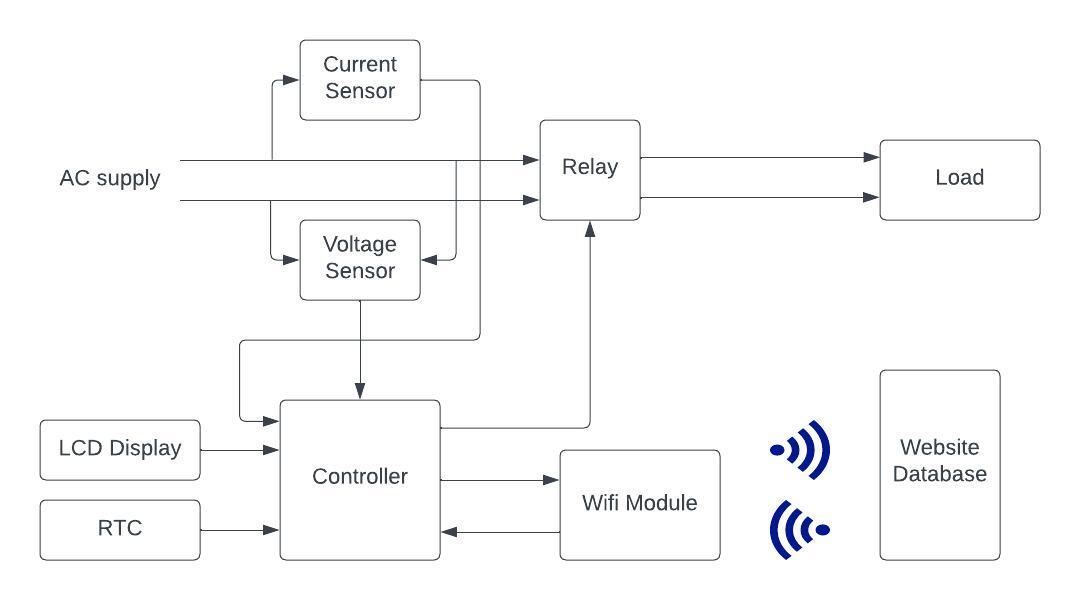 Current
Sensor
AC supply
Relay
Load
Voltage
Sensor
LCD Display
Controller
Website
Database
Wifi Module
RTC